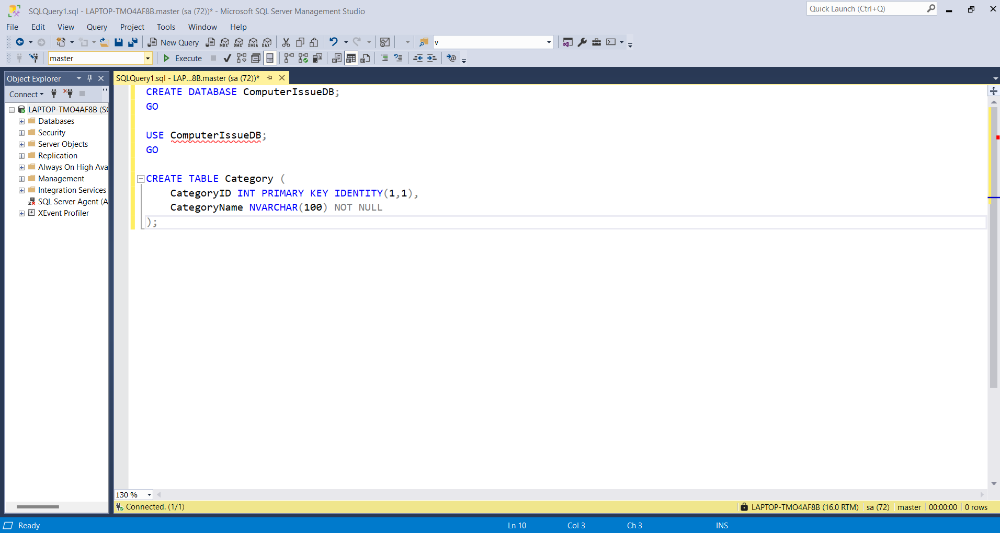 SQLQuery1.sql - LAPTOP-TMO4AF8B.master (sa (72))* - Microsoft SQL Server Management Studio
Quick Launch (Ctrl+Q)
File Edit View Query Project Tools Window Help
New Query MDX DMX XMLA DAX v
master Execute
Object Explorer
SQLQuery1.sql - LAP...8B.master (sa (72))*
Connect
LAPTOP-TMO4AF8B (SQ
Databases
Security
Server Objects
Replication
Always On High Ava
Management
Integration Services
SQL Server Agent (A
XEvent Profiler
CREATE DATABASE ComputerIssueDB;
GO
USE ComputerIssueDB;
GO
CREATE TABLE Category (
CategoryID INT PRIMARY KEY IDENTITY(1,1),
CategoryName NVARCHAR(100) NOT NULL
);
130 %
Connected. (1/1)
LAPTOP-TMO4AF8B (16.0 RTM) sa (72) master 00:00:00 0 rows
Ready Ln 10 Col 3 Ch 3 INS